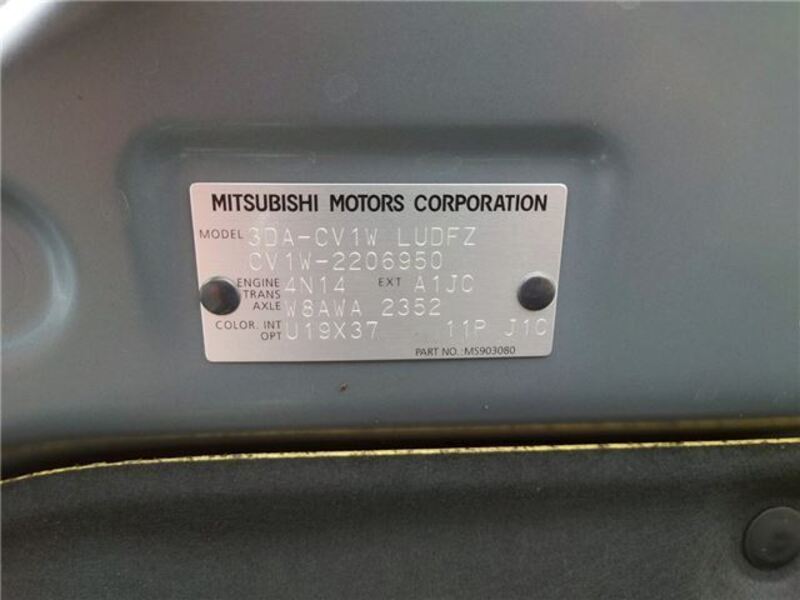 MITSUBISHI MOTORS CORPORATION
MODEL 3DA-CV1W LUDFZ
CV1W-2206950
ENGINE 4N14 EXT A1JC
TRANS AXLE W8AWA 2352
COLOR. INT OPT U19X37 11P J1C
PART NO.: MS903080